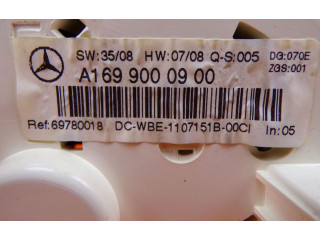 SW:35/08 HW:07/08 Q-S:005 DG:070E
ZGS:001
A169 900 09 00
Ref:69780018 DC-WBE-1107151B-00CI In:05